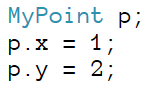 MyPoint p;
p.x = 1;
p.y = 2;